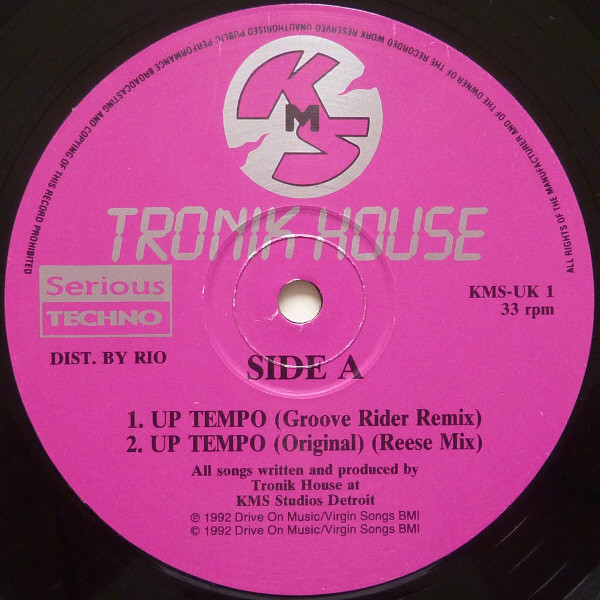 ALL RIGHTS OF THE MANUFACTURER AND OF THE OWNER OF THE RECORDED WORK RESERVED UNAUTHORISED PUBLIC PERFORMANCE BROADCASTING AND COPYING OF THIS RECORD PROHIBITED
KMS
TRONIK HOUSE
Serious
TECHNO
KMS-UK 1
33 rpm
DIST. BY RIO
SIDE A
1. UP TEMPO (Groove Rider Remix)
2. UP TEMPO (Original) (Reese Mix)
All songs written and produced by
Tronik House at
KMS Studios Detroit
℗ 1992 Drive On Music/Virgin Songs BMI
© 1992 Drive On Music/Virgin Songs BMI